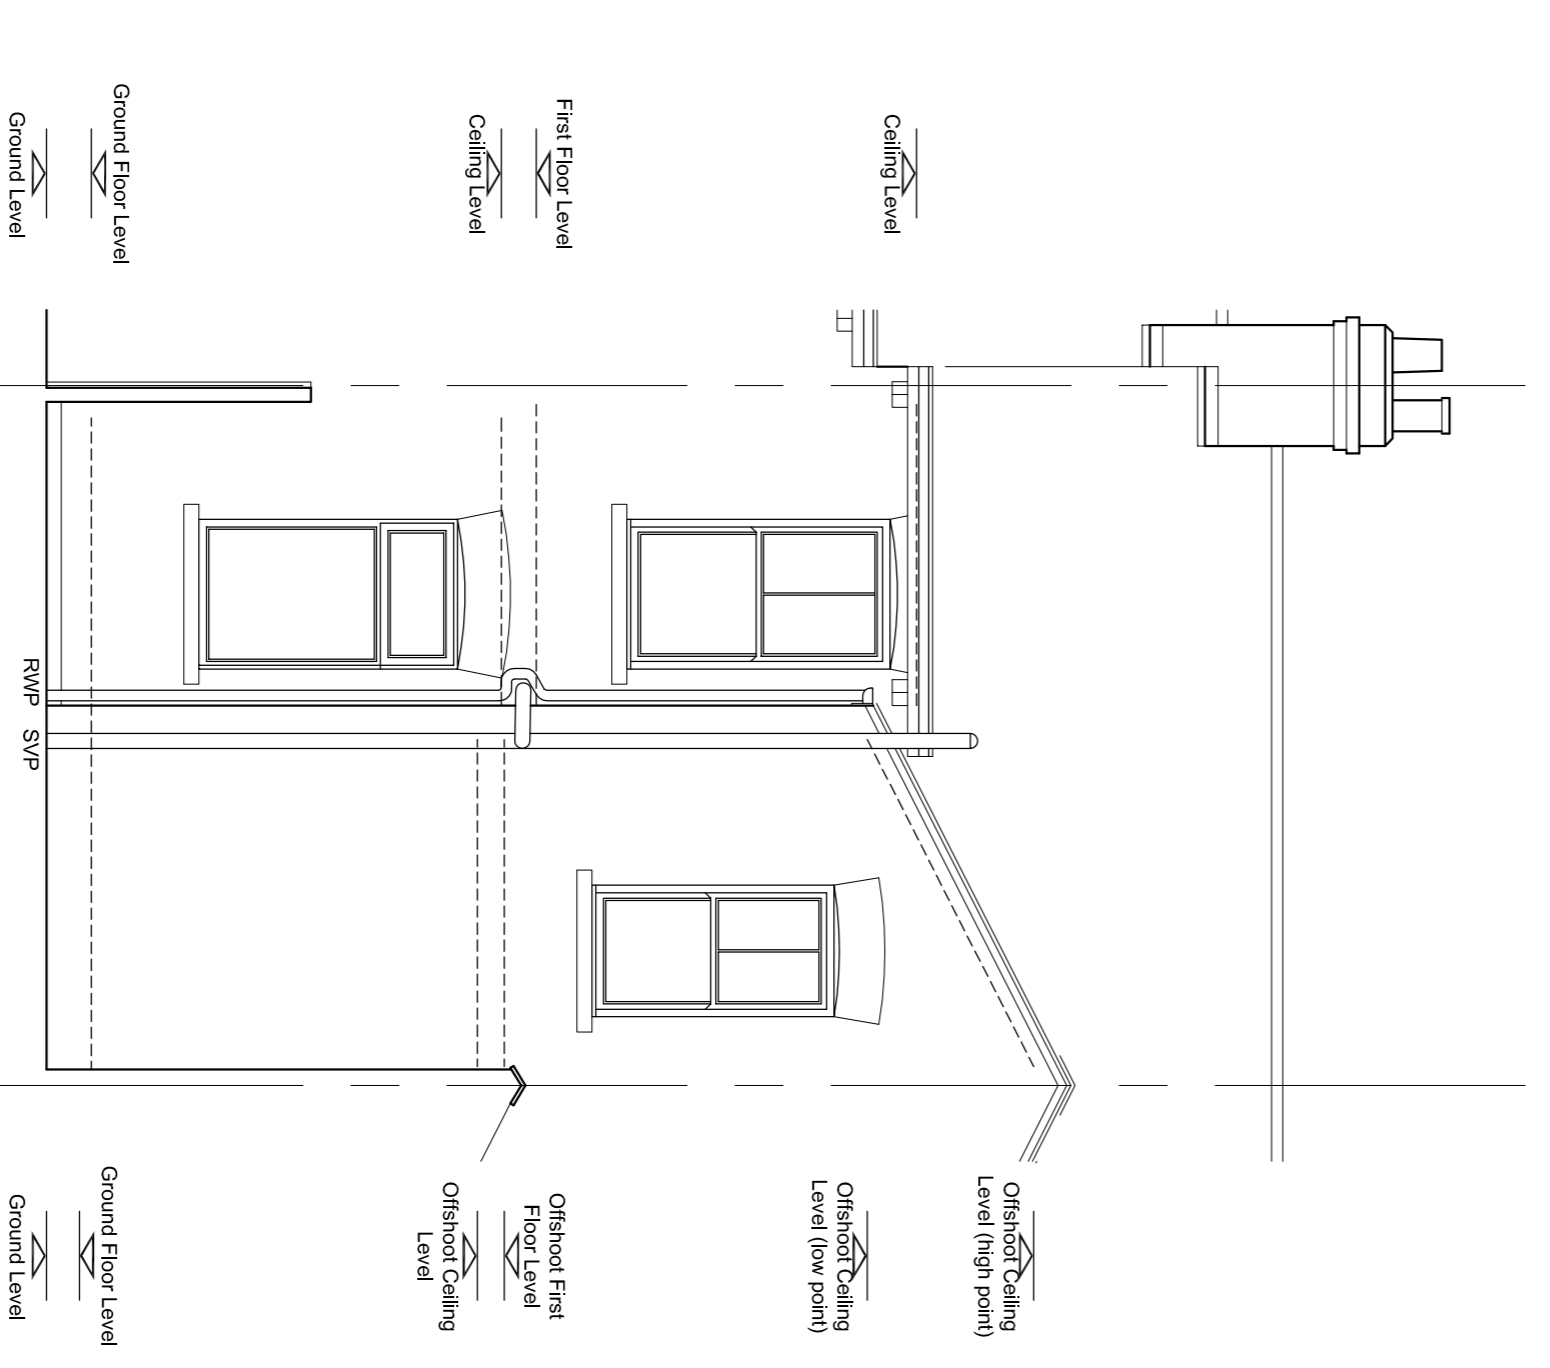 Ceiling Level
First Floor Level
Ceiling Level
Ground Floor Level
Ground Level
RWP
SVP
Offshoot Ceiling
Level (high point)
Offshoot Ceiling
Level (low point)
Offshoot First
Floor Level
Offshoot Ceiling
Level
Ground Floor Level
Ground Level